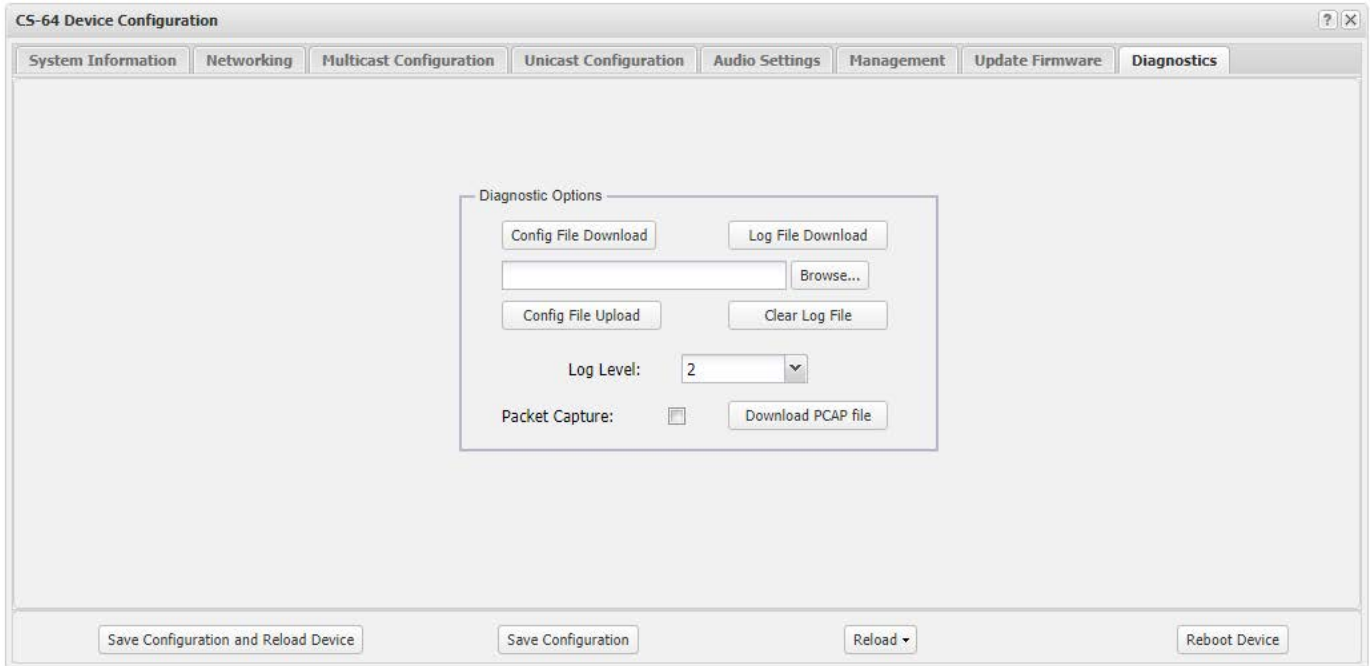 CS-64 Device Configuration ? X
System Information Networking Multicast Configuration Unicast Configuration Audio Settings Management Update Firmware Diagnostics
Diagnostic Options
Config File Download Log File Download
Browse...
Config File Upload Clear Log File
Log Level: 2
Packet Capture: Download PCAP file
Save Configuration and Reload Device Save Configuration Reload Reboot Device